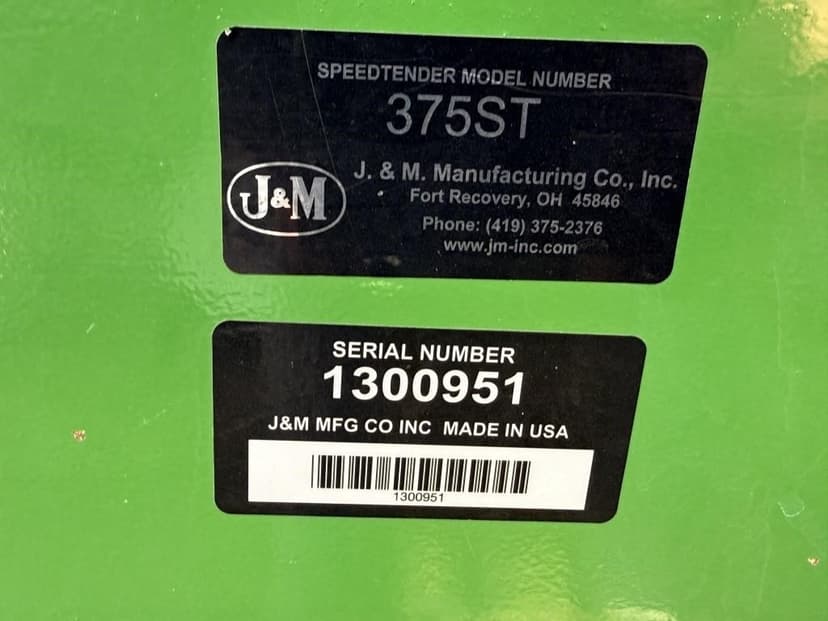 SPEEDTENDER MODEL NUMBER
375ST
J&M
J. & M. Manufacturing Co., Inc.
Fort Recovery, OH 45846
Phone: (419) 375-2376
www.jm-inc.com
SERIAL NUMBER
1300951
J&M MFG CO INC MADE IN USA
1300951